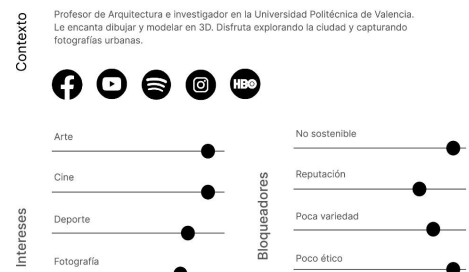 Contexto
Profesor de Arquitectura e investigador en la Universidad Politécnica de Valencia.
Le encanta dibujar y modelar en 3D. Disfruta explorando la ciudad y capturando
fotografías urbanas.
HBO
Intereses
Arte
Cine
Deporte
Fotografía
Bloqueadores
No sostenible
Reputación
Poca variedad
Poco ético